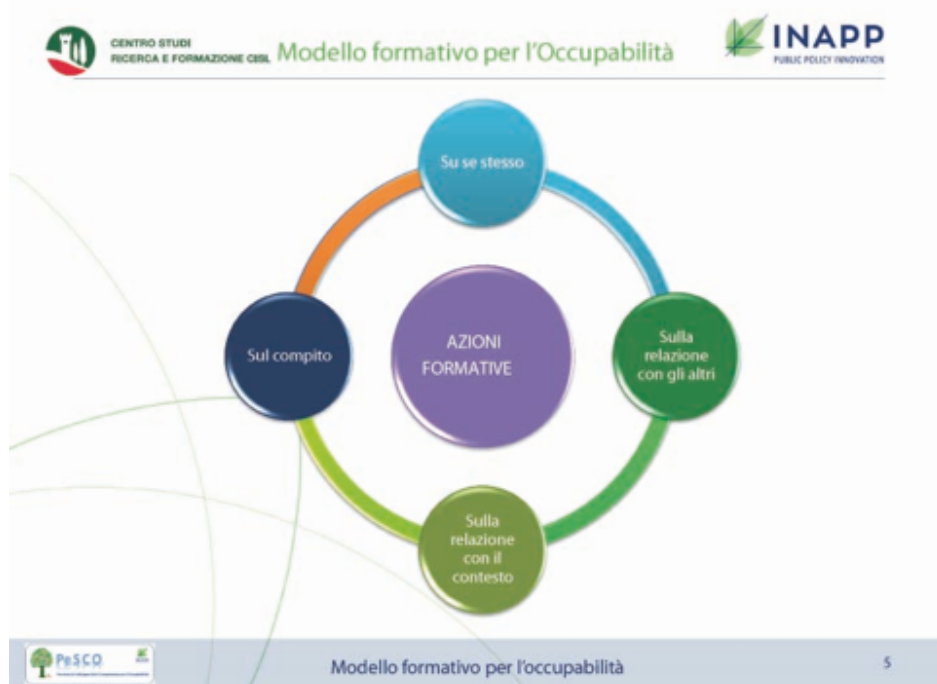 CENTRO STUDI
RICERCA E FORMAZIONE CISL
Modello formativo per l'Occupabilità
INAPP
PUBLIC POLICY INNOVATION
Su se stesso
Sul compito
AZIONI
FORMATIVE
Sulla
relazione
con gli altri
Sulla
relazione
con il
contesto
PeSCO
Modello formativo per l'occupabilità
5